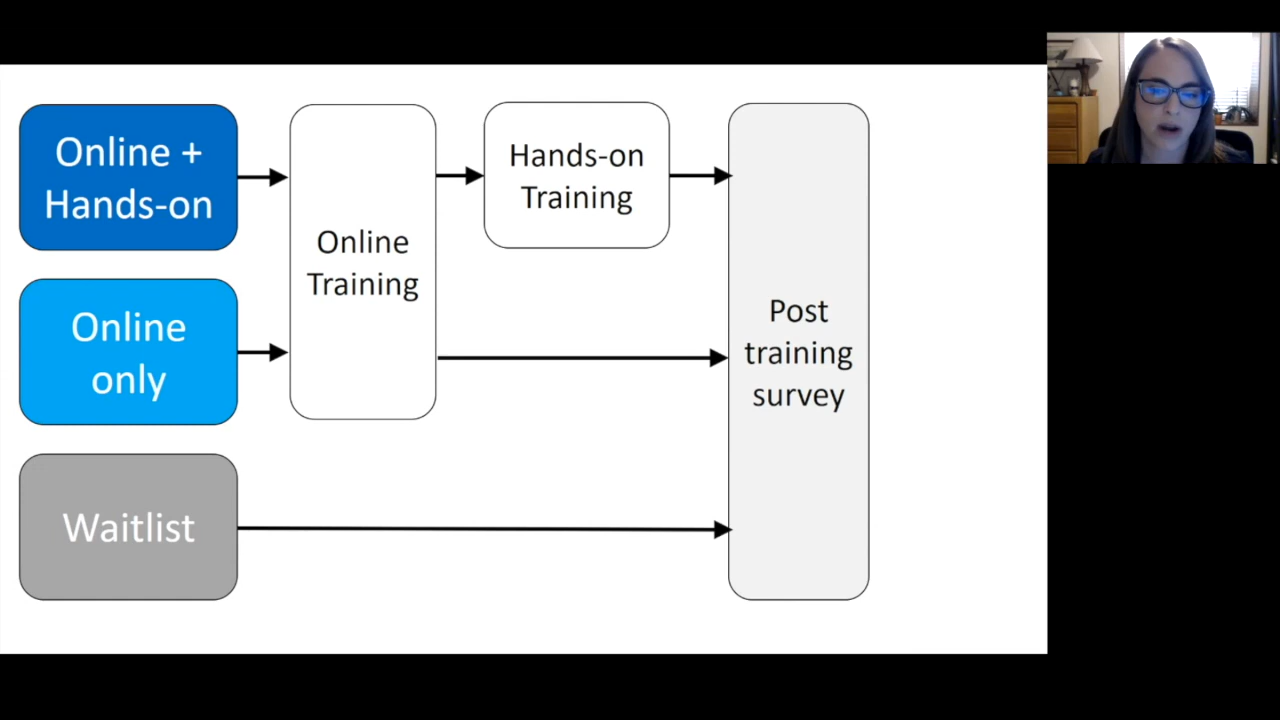 Online +
Hands-on
Online
Training
Hands-on
Training
Online
only
Post
training
survey
Waitlist